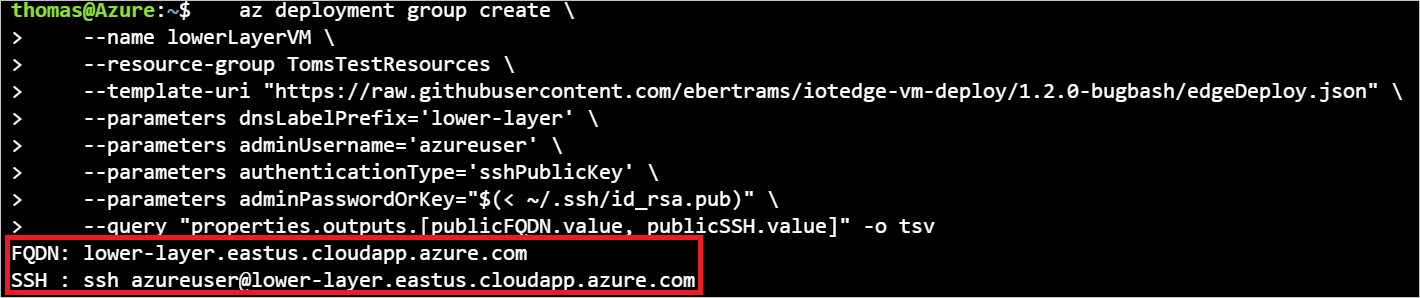 thomas@Azure:~$    az deployment group create \
>     --name lowerLayerVM \
>     --resource-group TomsTestResources \
>     --template-uri "https://raw.githubusercontent.com/ebertrams/iotedge-vm-deploy/1.2.0-bugbash/edgeDeploy.json" \
>     --parameters dnsLabelPrefix='lower-layer' \
>     --parameters adminUsername='azureuser' \
>     --parameters authenticationType='sshPublicKey' \
>     --parameters adminPasswordOrKey="$(< ~/.ssh/id_rsa.pub)" \
>     --query "properties.outputs.[publicFQDN.value, publicSSH.value]" -o tsv
FQDN: lower-layer.eastus.cloudapp.azure.com
SSH : ssh azureuser@lower-layer.eastus.cloudapp.azure.com